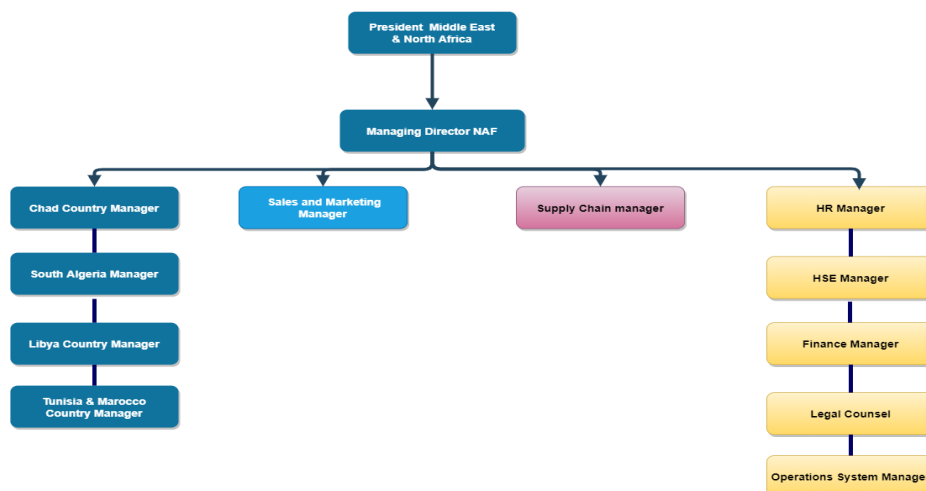 President Middle East
& North Africa
Managing Director NAF
Chad Country Manager
Sales and Marketing
Manager
Supply Chain manager
HR Manager
South Algeria Manager
HSE Manager
Libya Country Manager
Finance Manager
Tunisia & Marocco
Country Manager
Legal Counsel
Operations System Manage